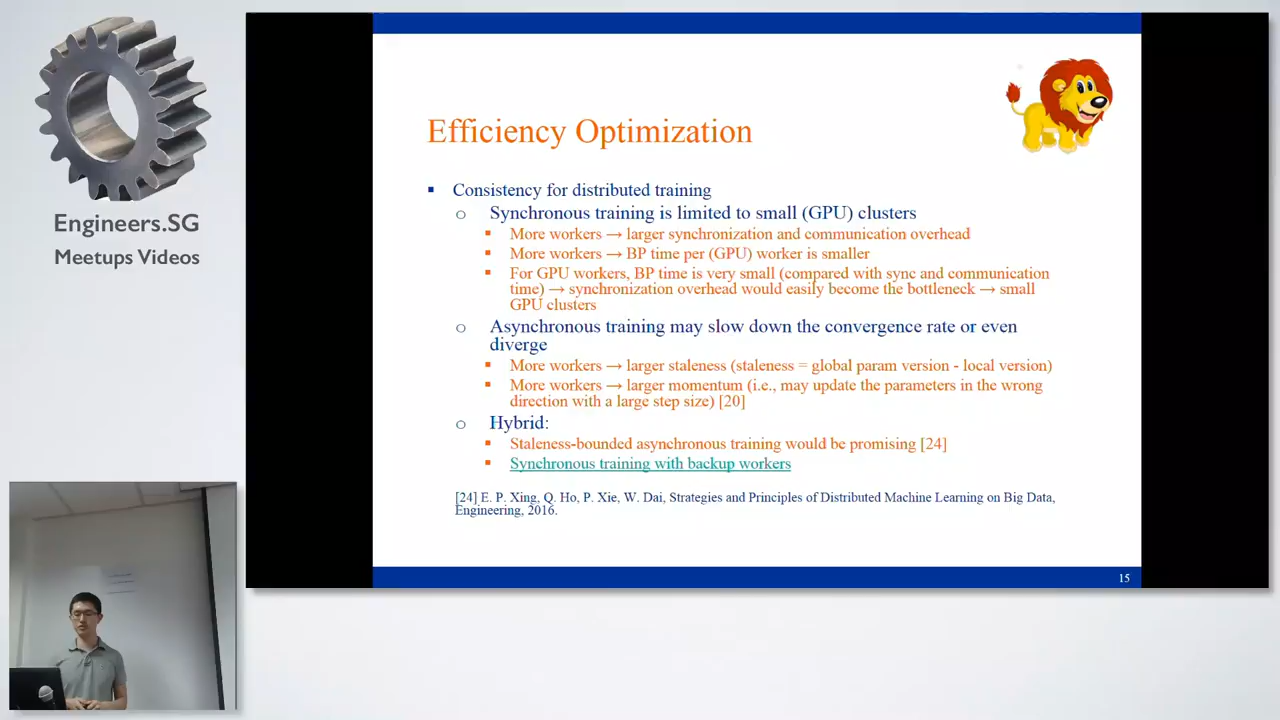 Engineers.SG
Meetups Videos
Efficiency Optimization
▪ Consistency for distributed training
o Synchronous training is limited to small (GPU) clusters
▪ More workers → larger synchronization and communication overhead
▪ More workers → BP time per (GPU) worker is smaller
▪ For GPU workers, BP time is very small (compared with sync and communication
time) → synchronization overhead would easily become the bottleneck → small
GPU clusters
o Asynchronous training may slow down the convergence rate or even
diverge
▪ More workers → larger staleness (staleness = global param version - local version)
▪ More workers → larger momentum (i.e., may update the parameters in the wrong
direction with a large step size) [20]
o Hybrid:
▪ Staleness-bounded asynchronous training would be promising [24]
▪ Synchronous training with backup workers
[24] E. P. Xing, Q. Ho, P. Xie, W. Dai, Strategies and Principles of Distributed Machine Learning on Big Data,
Engineering, 2016.
15